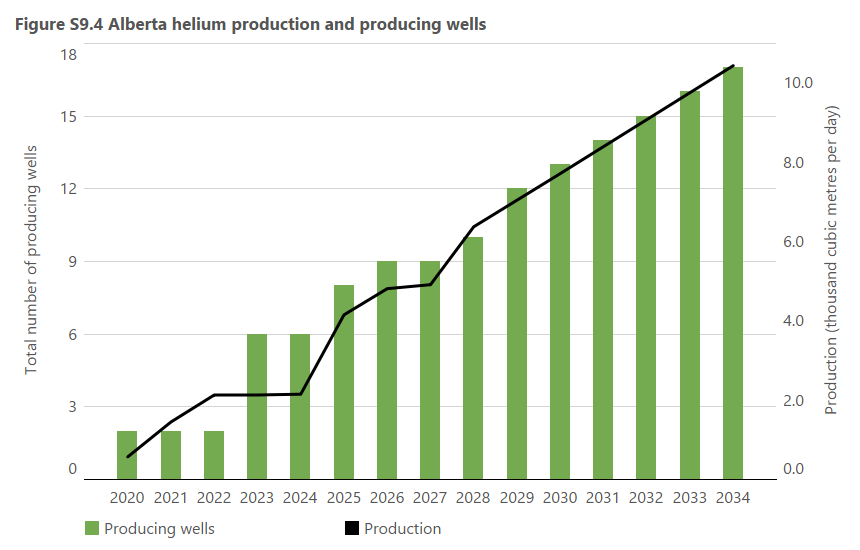 Figure S9.4 Alberta helium production and producing wells
18
15
12
9
6
3
0
Total number of producing wells
10.0
8.0
6.0
4.0
2.0
0.0
Production (thousand cubic metres per day)
2020 2021 2022 2023 2024 2025 2026 2027 2028 2029 2030 2031 2032 2033 2034
Producing wells
Production